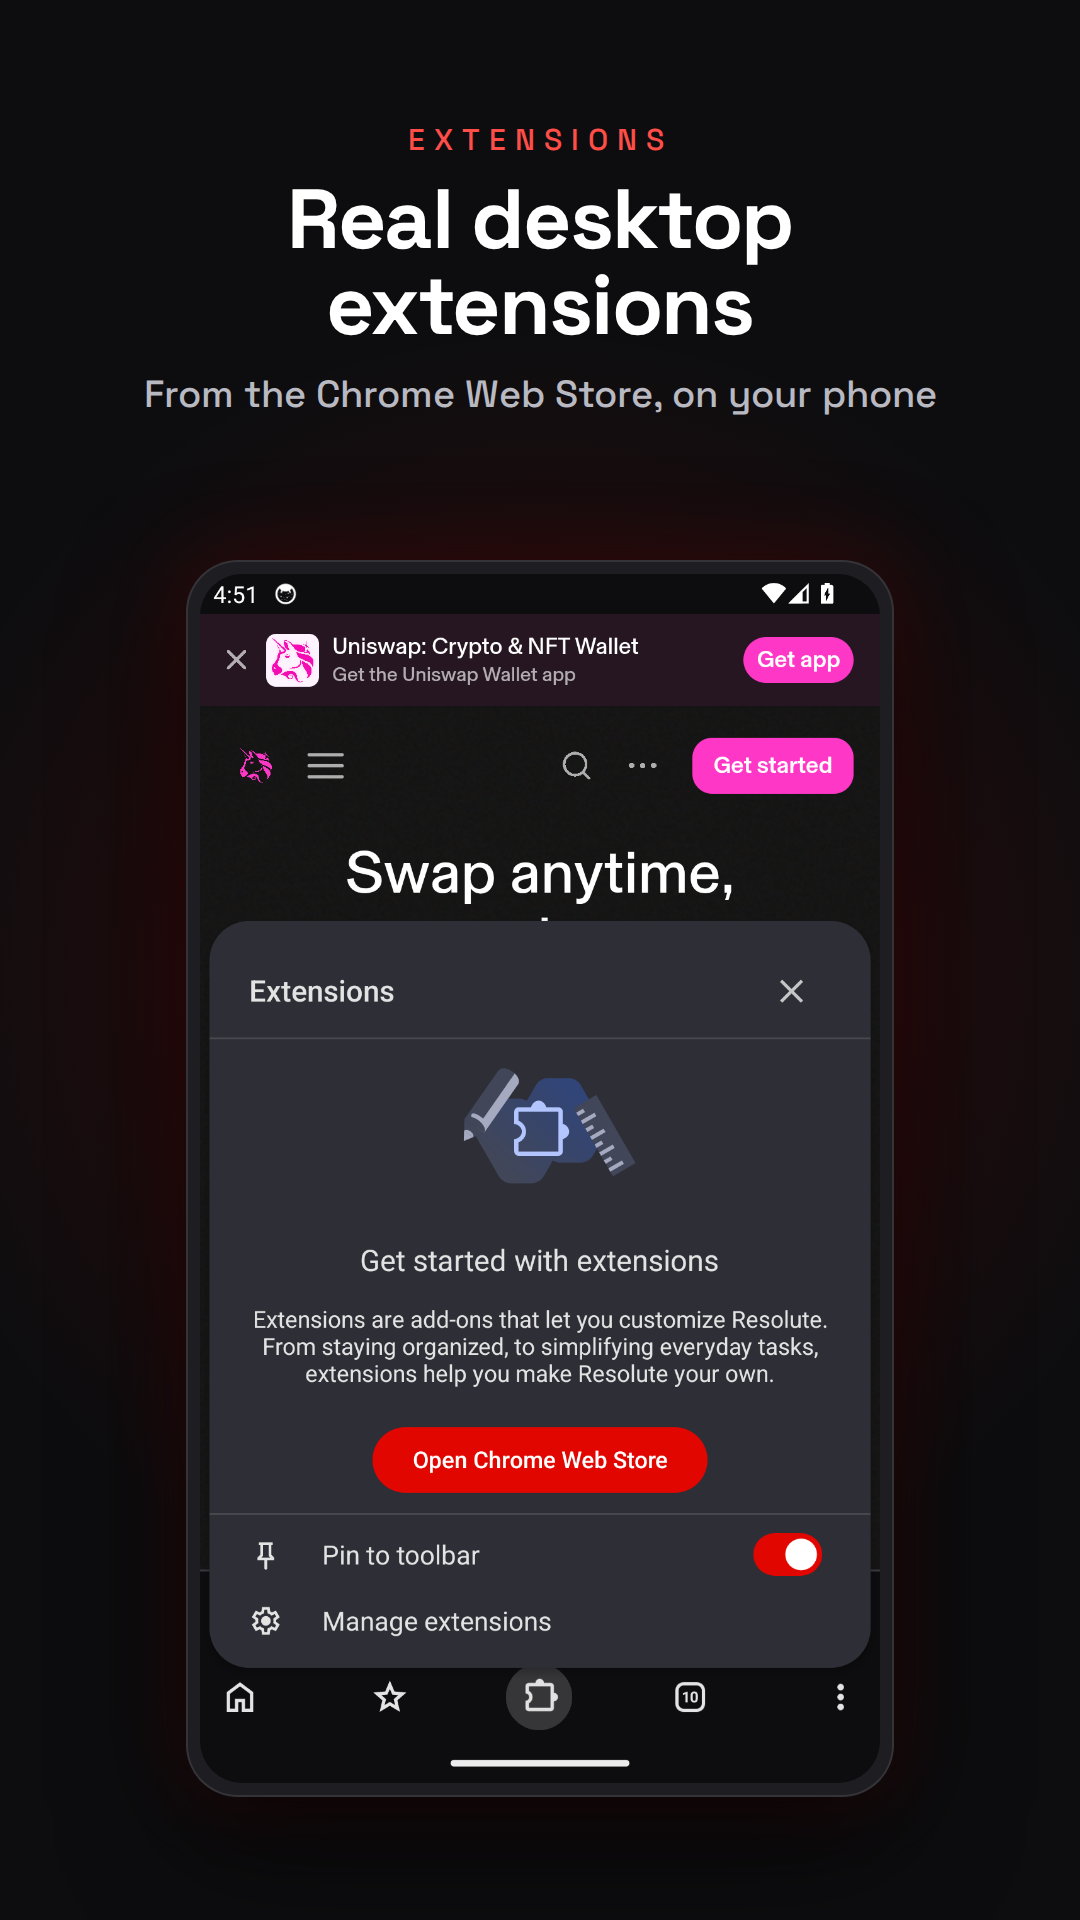 EXTENSIONS
Real desktop
extensions
From the Chrome Web Store, on your phone
4:51
Uniswap: Crypto & NFT Wallet
Get the Uniswap Wallet app
Get app
Get started
Swap anytime,
Extensions
Get started with extensions
Extensions are add-ons that let you customize Resolute.
From staying organized, to simplifying everyday tasks,
extensions help you make Resolute your own.
Open Chrome Web Store
Pin to toolbar
Manage extensions
10